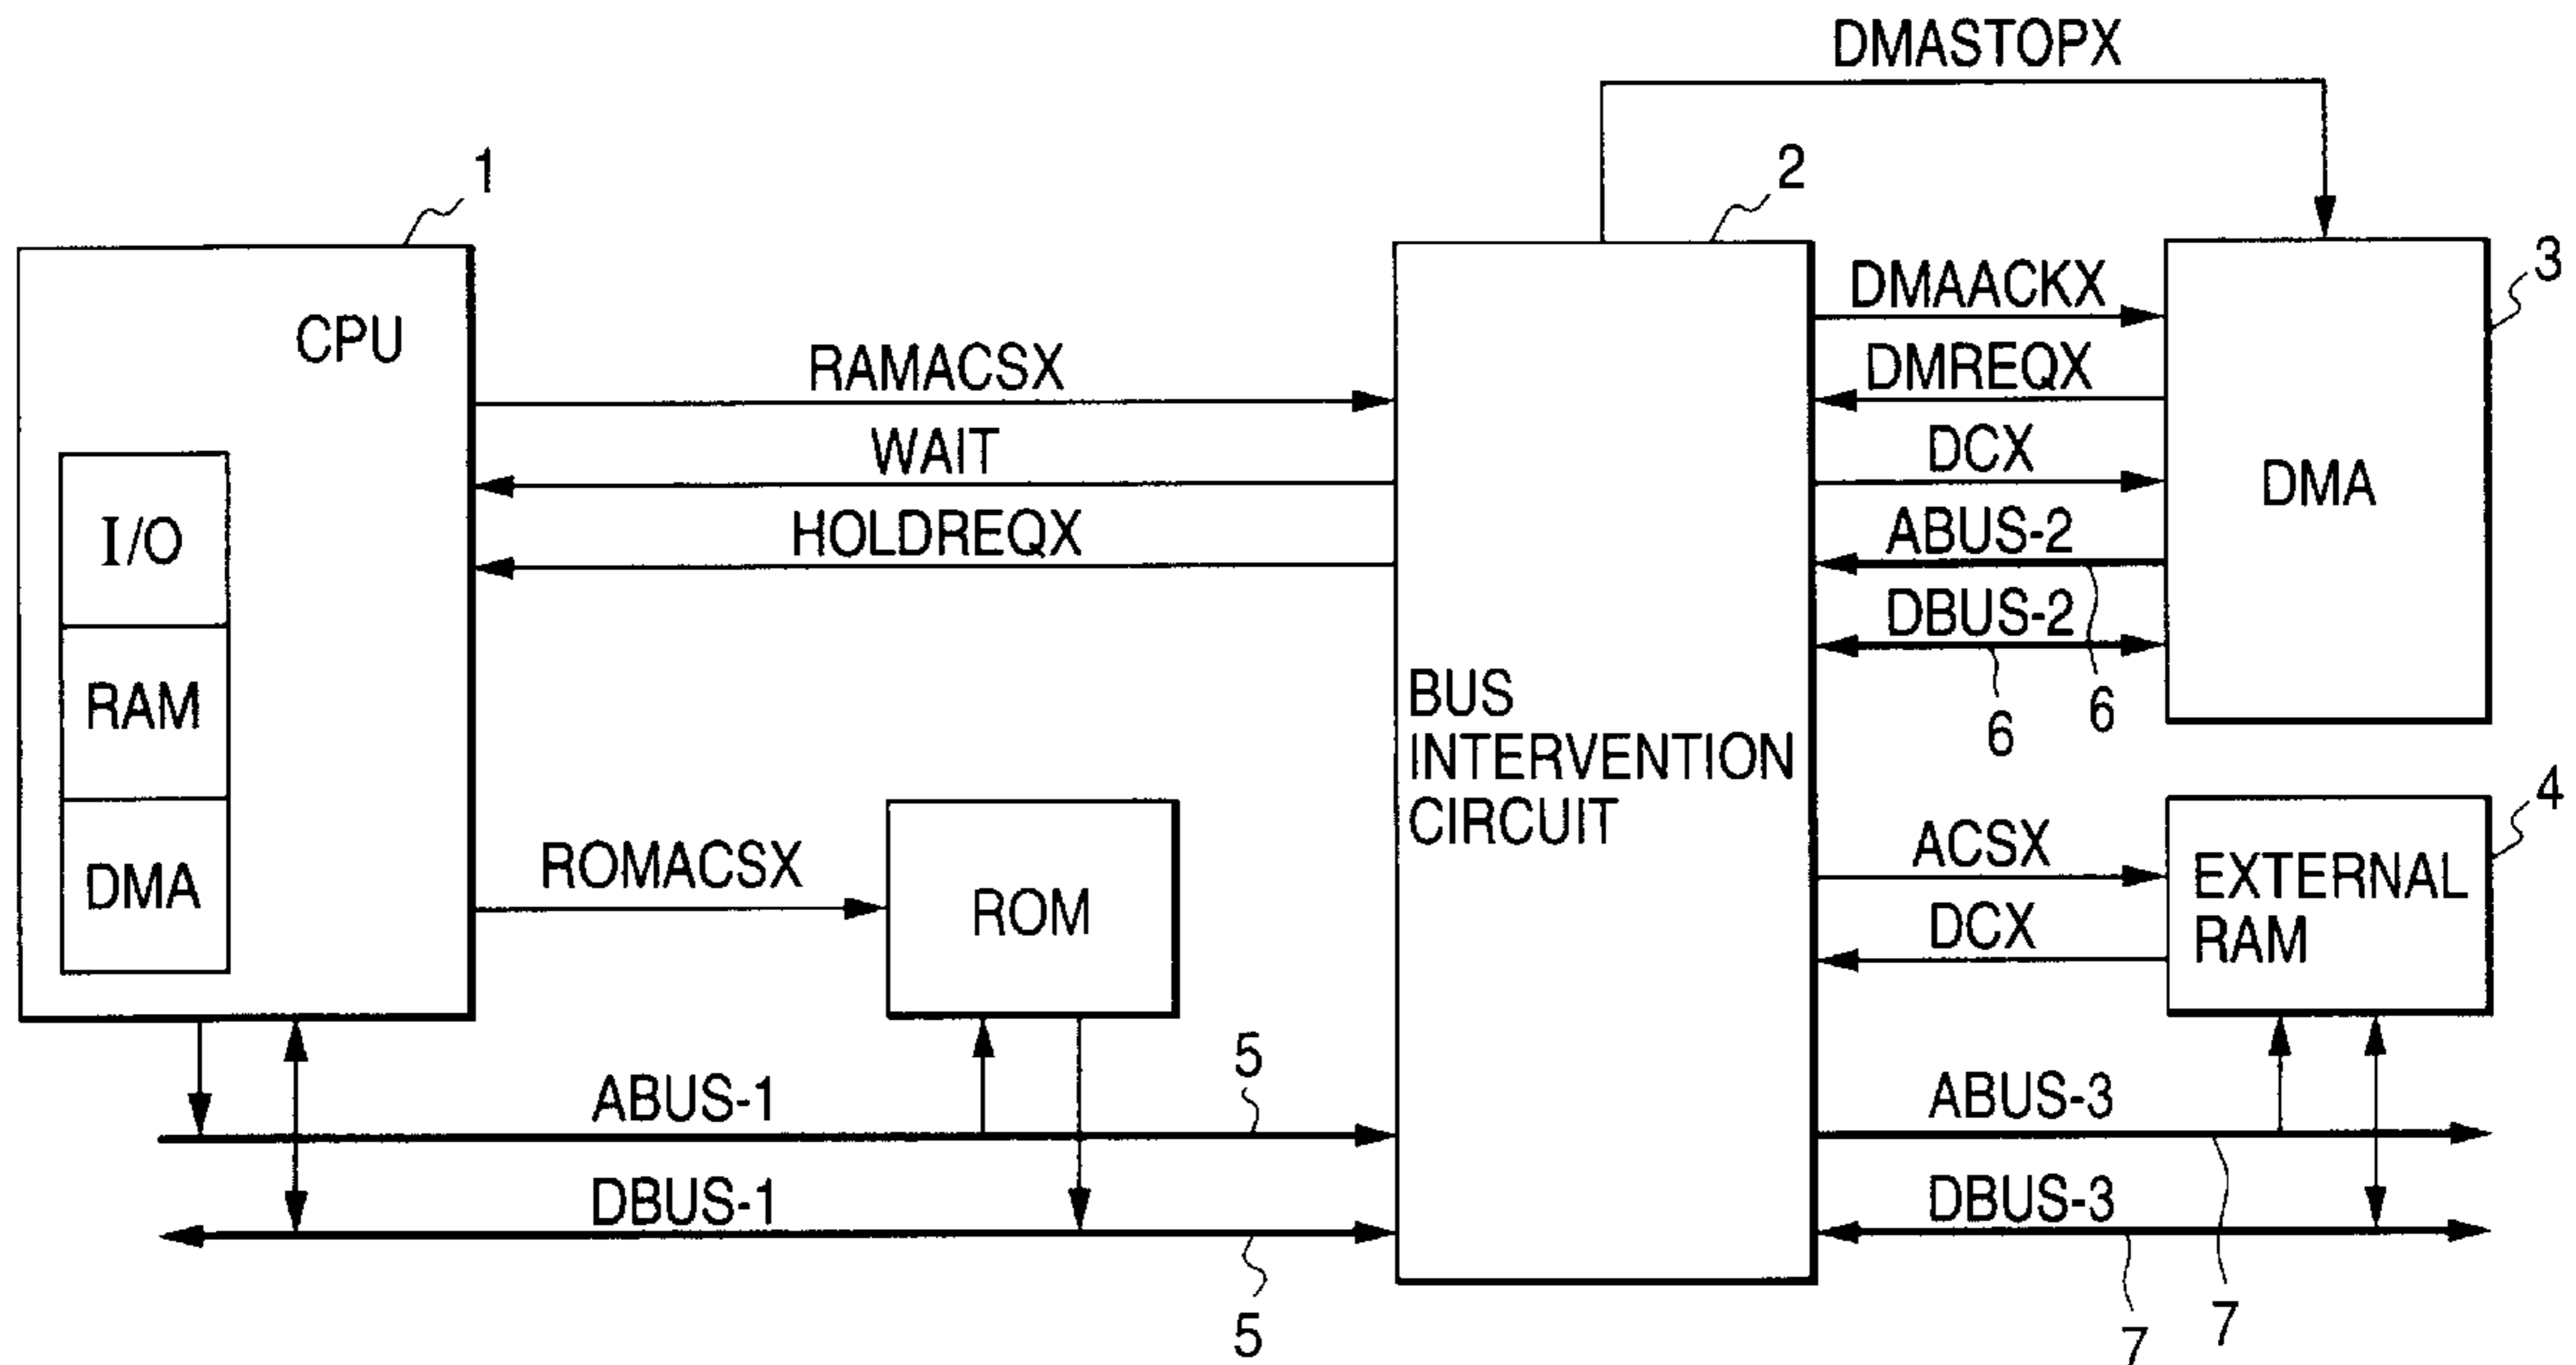 DMASTOPX
1
2
3
CPU
DMAACKX
RAMACSX
DMREQX
WAIT
DCX
DMA
HOLDREQX
ABUS-2
I/O
DBUS-2
6
6
RAM
BUS
INTERVENTION
CIRCUIT
4
DMA
ROMACSX
ROM
ACSX
EXTERNAL
RAM
DCX
5
ABUS-1
ABUS-3
DBUS-1
DBUS-3
5
7
7